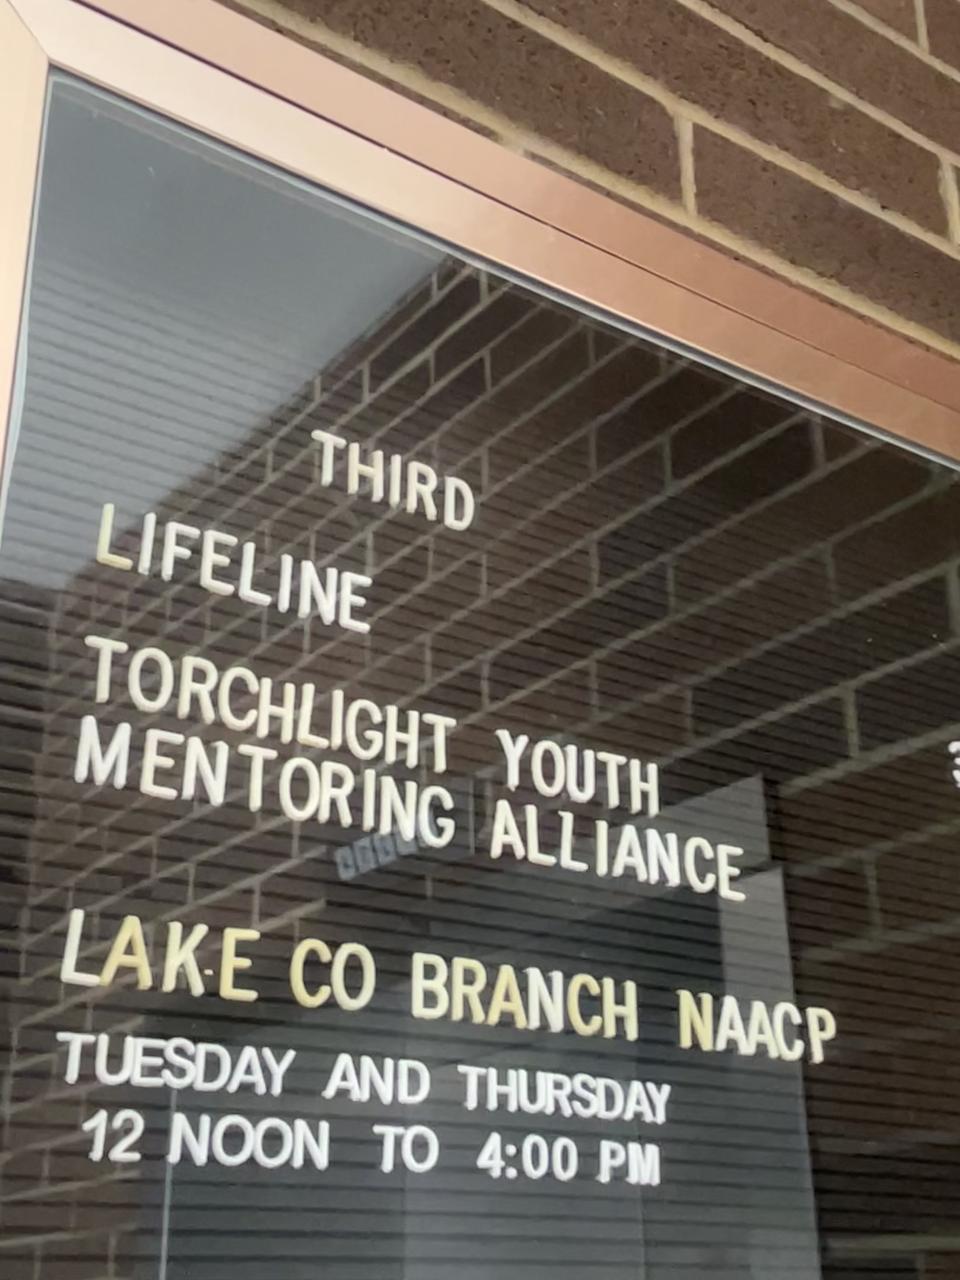 THIRD
LIFELINE
TORCHLIGHT YOUTH
MENTORING ALLIANCE
LAKE CO BRANCH NAACP
TUESDAY AND THURSDAY
12 NOON TO 4:00 PM